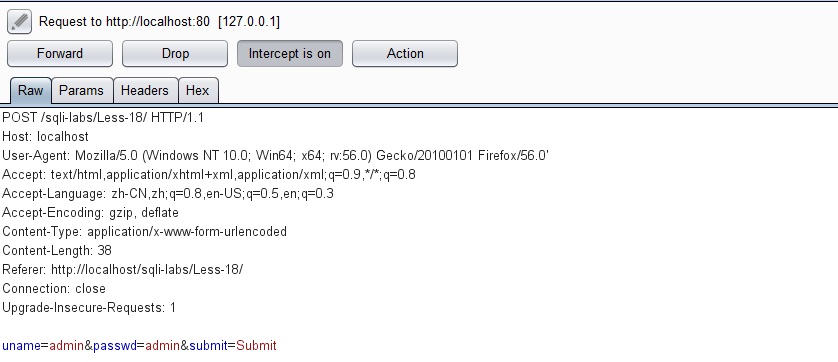 Request to http://localhost:80 [127.0.0.1]
Forward Drop Intercept is on Action
Raw Params Headers Hex
POST /sqli-labs/Less-18/ HTTP/1.1
Host: localhost
User-Agent: Mozilla/5.0 (Windows NT 10.0; Win64; x64; rv:56.0) Gecko/20100101 Firefox/56.0'
Accept: text/html,application/xhtml+xml,application/xml;q=0.9,*/*;q=0.8
Accept-Language: zh-CN,zh;q=0.8,en-US;q=0.5,en;q=0.3
Accept-Encoding: gzip, deflate
Content-Type: application/x-www-form-urlencoded
Content-Length: 38
Referer: http://localhost/sqli-labs/Less-18/
Connection: close
Upgrade-Insecure-Requests: 1
uname=admin&passwd=admin&submit=Submit